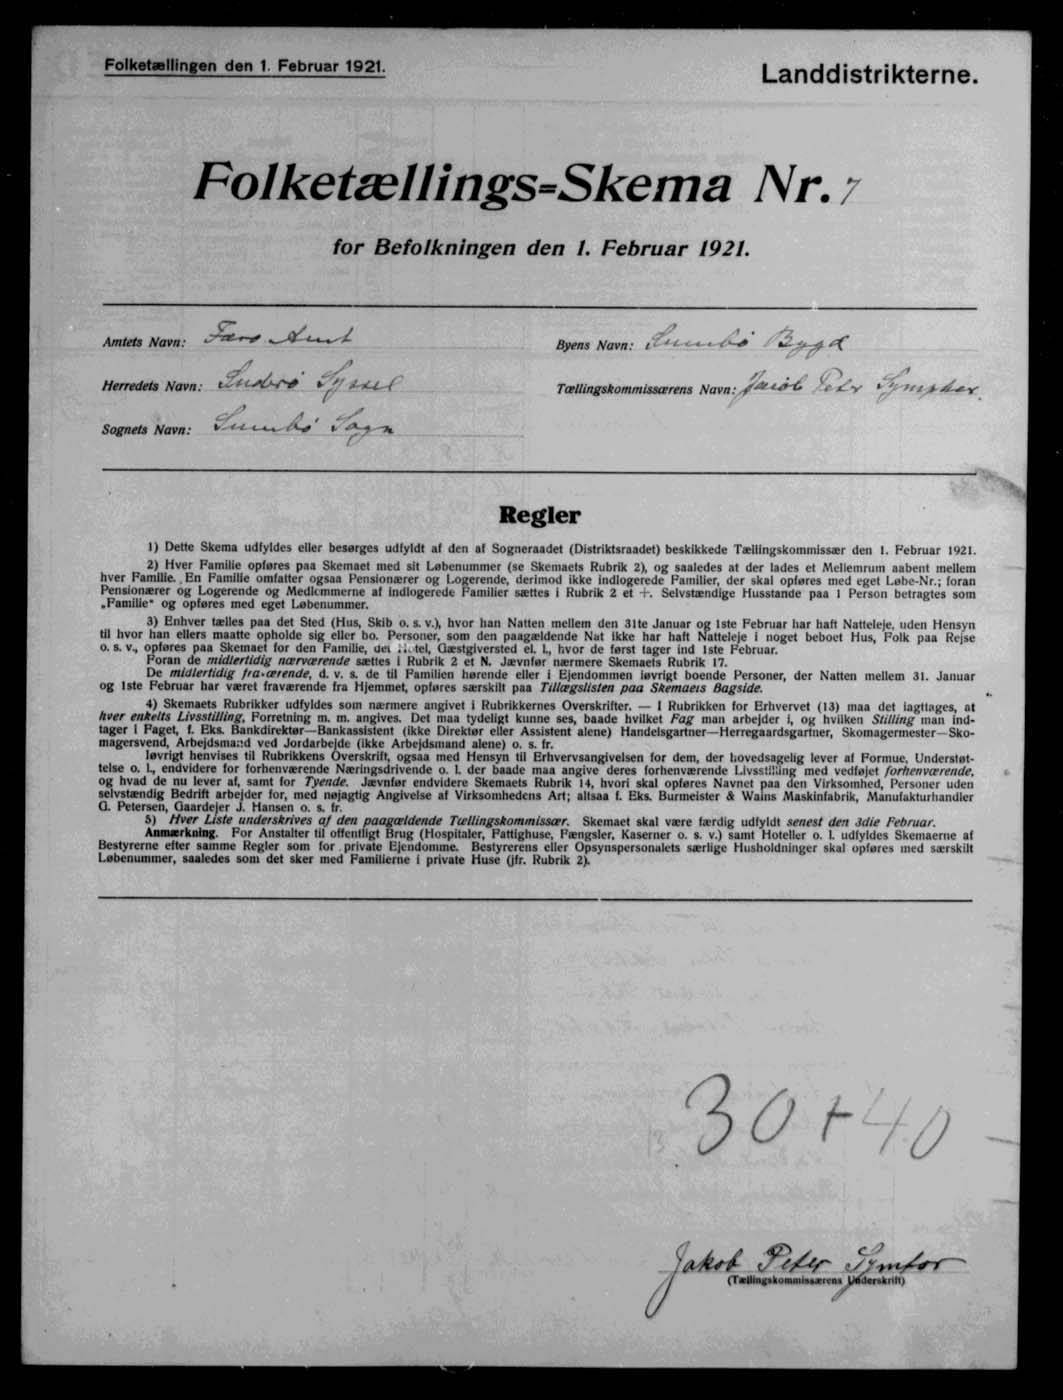 Folketællingen den 1. Februar 1921.
Landdistrikterne.
Folketællings=Skema Nr. 7
for Befolkningen den 1. Februar 1921.
Amtets Navn: Færø Amt
Byens Navn: Sumbø Bygd
Herredets Navn: Suderø Syssel
Tællingskommissærens Navn: Jacob Peter Symphor.
Sognets Navn: Sumbø Sogn
Regler
1) Dette Skema udfyldes eller besørges udfyldt af den af Sogneraadet (Distriktsraadet) beskikkede Tællingskommissær den 1. Februar 1921.
2) Hver Familie opføres paa Skemaet med sit Løbenummer (se Skemaets Rubrik 2), og saaledes at der lades et Mellemrum aabent mellem
hver Familie. En Familie omfatter ogsaa Pensionærer og Logerende, derimod ikke indlogerede Familier, der skal opføres med eget Løbe-Nr.; foran
Pensionærer og Logerende og Medlemmerne af indlogerede Familier sættes i Rubrik 2 et +. Selvstændige Husstande paa 1 Person betragtes som
„Familie" og opføres med eget Løbenummer.
3) Enhver tælles paa det Sted (Hus, Skib o. s. v.), hvor han Natten mellem den 31te Januar og 1ste Februar har haft Natteleje, uden Hensyn
til hvor han ellers maatte opholde sig eller bo. Personer, som den paagældende Nat ikke har haft Natteleje i noget beboet Hus, Folk paa Rejse
o. s. v., opføres paa Skemaet for den Familie, det Hotel, Gæstgiversted el. l., hvor de først tager ind 1ste Februar.
Foran de midlertidig nærværende sættes i Rubrik 2 et N. Jævnfør nærmere Skemaets Rubrik 17.
De midlertidig fraværende, d. v. s. de til Familien hørende eller i Ejendommen iøvrigt boende Personer, der Natten mellem 31. Januar
og 1ste Februar har været fraværende fra Hjemmet, opføres særskilt paa Tillægslisten paa Skemaets Bagside.
4) Skemaets Rubrikker udfyldes som nærmere angivet i Rubrikkernes Overskrifter. — I Rubrikken for Erhvervet (13) maa det iagttages, at
hver enkelts Livsstilling, Forretning m. m. angives. Det maa tydeligt kunne ses, baade hvilket Fag man arbejder i, og hvilken Stilling man ind-
tager i Faget, f. Eks. Bankdirektør—Bankassistent (ikke Direktør eller Assistent alene) Handelsgartner—Herregaardsgartner, Skomagermester—Sko-
magersvend, Arbejdsmand ved Jordarbejde (ikke Arbejdsmand alene) o. s. fr.
Iøvrigt henvises til Rubrikkens Overskrift, ogsaa med Hensyn til Erhvervsangivelsen for dem, der hovedsagelig lever af Formue, Understøt-
telse o. l., endvidere for forhenværende Næringsdrivende o. l. der baade maa angive deres forhenværende Livsstilling med vedføjet forhenværende,
og hvad de nu lever af, samt for Tyende. Jævnfør endvidere Skemaets Rubrik 14, hvori skal opføres Navnet paa den Virksomhed, Personer uden
selvstændig Bedrift arbejder for, med nøjagtig Angivelse af Virksomhedens Art; altsaa f. Eks. Burmeister & Wains Maskinfabrik, Manufakturhandler
G. Petersen, Gaardejer J. Hansen o. s. fr.
5) Hver Liste underskrives af den paagældende Tællingskommissær. Skemaet skal være færdig udfyldt senest den 3die Februar.
Anmærkning. For Anstalter til offentligt Brug (Hospitaler, Fattighuse, Fængsler, Kaserner o. s. v.) samt Hoteller o. l. udfyldes Skemaerne af
Bestyrerne efter samme Regler som for private Ejendomme. Bestyrerens eller Opsynspersonalets særlige Husholdninger skal opføres med særskilt
Løbenummer, saaledes som det sker med Familierne i private Huse (jfr. Rubrik 2).
30 + 40
13
Jakob Peter Symfor
(Tællingskommissærens Underskrift)